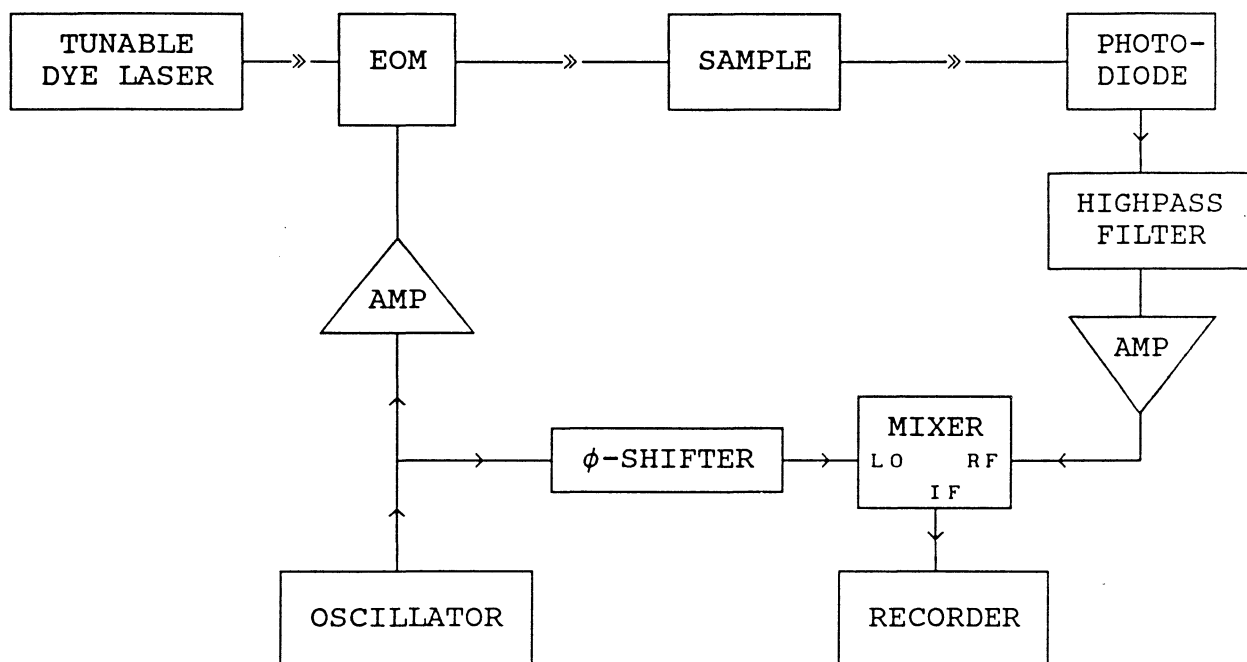 TUNABLE
DYE LASER
EOM
SAMPLE
PHOTO-
DIODE
HIGHPASS
FILTER
AMP
AMP
MIXER
LO RF
IF
ϕ-SHIFTER
OSCILLATOR
RECORDER